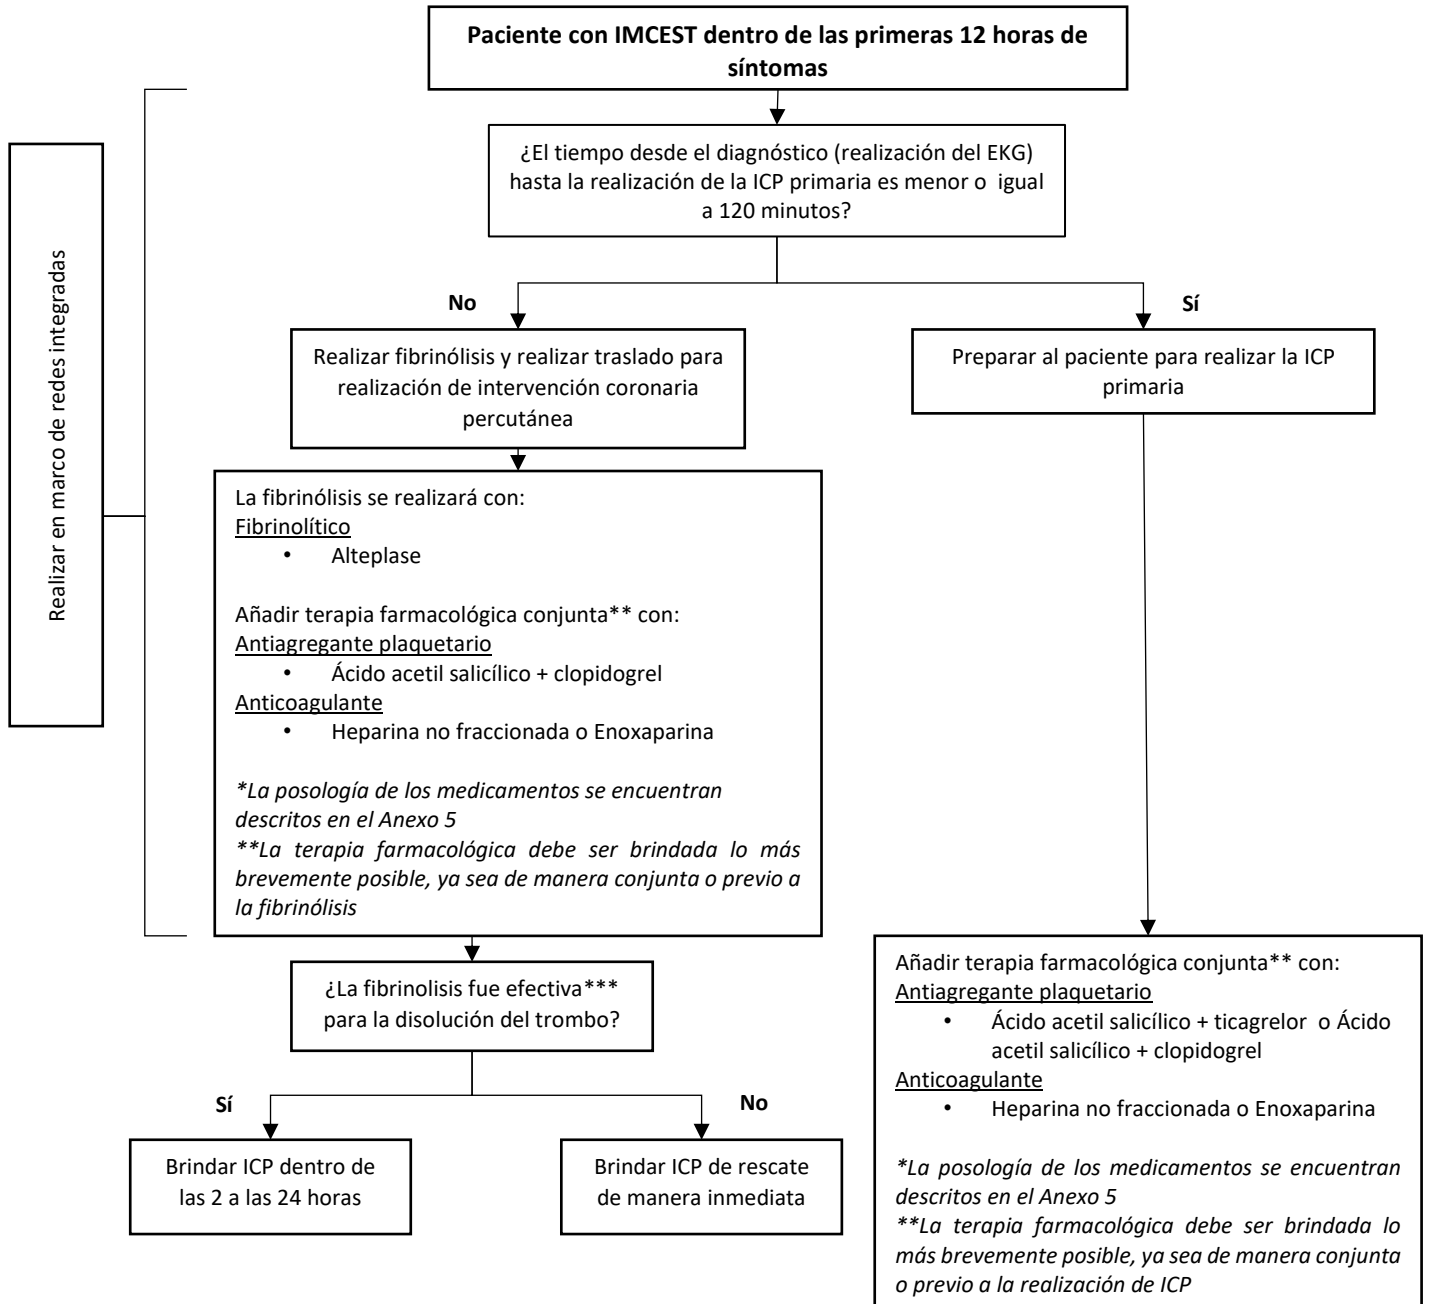 Paciente con IMCEST dentro de las primeras 12 horas de
síntomas
¿El tiempo desde el diagnóstico (realización del EKG)
hasta la realización de la ICP primaria es menor o igual
a 120 minutos?
Realizar en marco de redes integradas
No
Sí
Realizar fibrinólisis y realizar traslado para
realización de intervención coronaria
percutánea
Preparar al paciente para realizar la ICP
primaria
La fibrinólisis se realizará con:
Fibrinolítico
• Alteplase
Añadir terapia farmacológica conjunta** con:
Antiagregante plaquetario
• Ácido acetil salicílico + clopidogrel
Anticoagulante
• Heparina no fraccionada o Enoxaparina
*La posología de los medicamentos se encuentran
descritos en el Anexo 5
**La terapia farmacológica debe ser brindada lo más
brevemente posible, ya sea de manera conjunta o previo a
la fibrinólisis
¿La fibrinolisis fue efectiva***
para la disolución del trombo?
Sí
No
Brindar ICP dentro de
las 2 a las 24 horas
Brindar ICP de rescate
de manera inmediata
Añadir terapia farmacológica conjunta** con:
Antiagregante plaquetario
• Ácido acetil salicílico + ticagrelor o Ácido
acetil salicílico + clopidogrel
Anticoagulante
• Heparina no fraccionada o Enoxaparina
*La posología de los medicamentos se encuentran
descritos en el Anexo 5
**La terapia farmacológica debe ser brindada lo
más brevemente posible, ya sea de manera conjunta
o previo a la realización de ICP